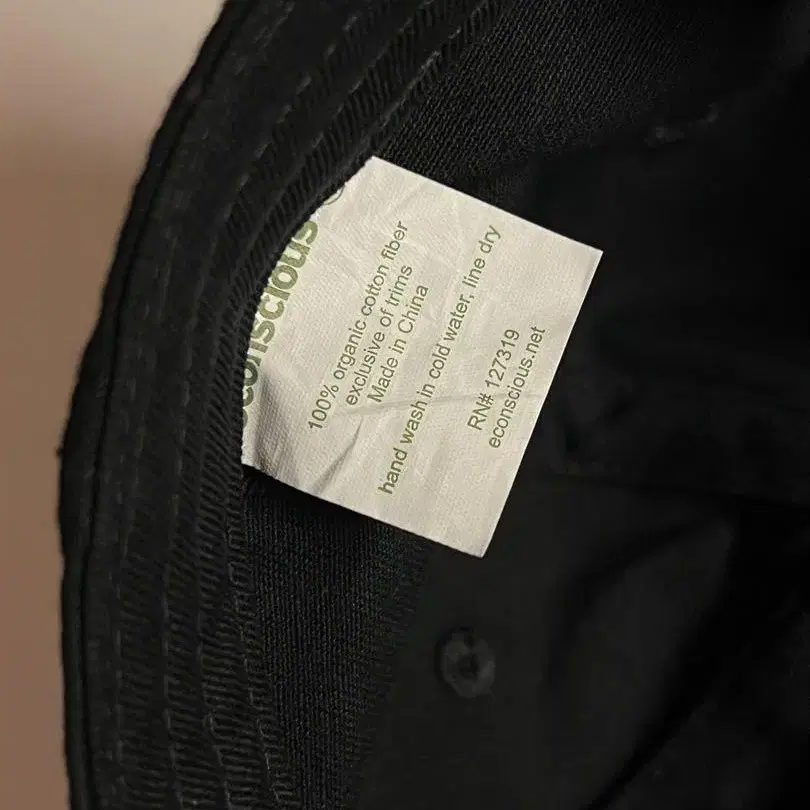 econscious®
100% organic cotton fiber
exclusive of trims
Made in China
hand wash in cold water, line dry
RN# 127319
econscious.net